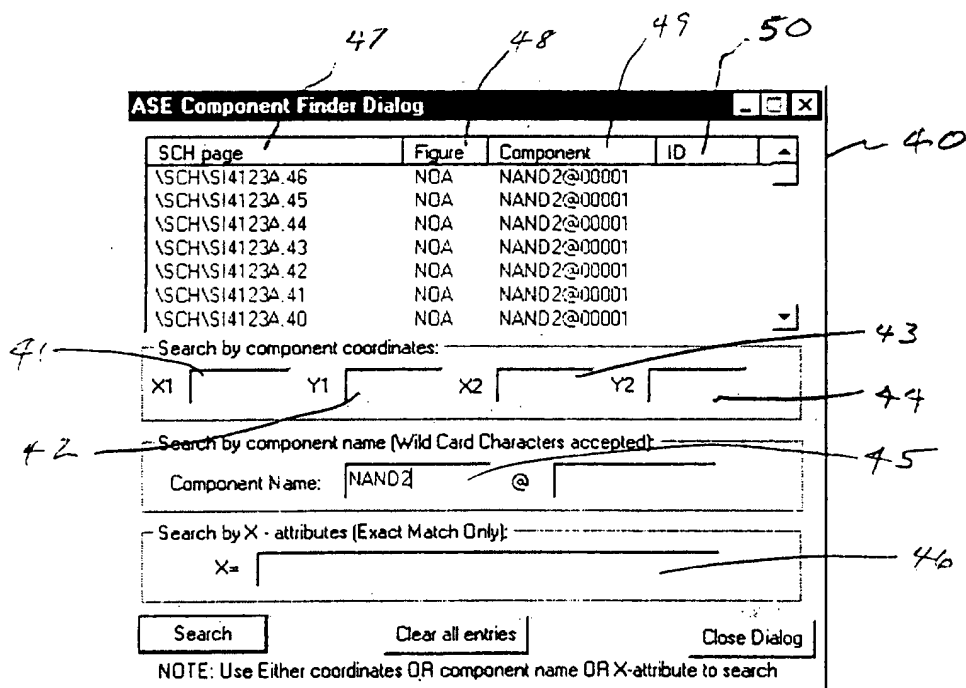 47 48 49 50
ASE Component Finder Dialog
40
SCH page Figure Component ID
\SCH\SI4123A.46 NOA NAND2@00001
\SCH\SI4123A.45 NOA NAND2@00001
\SCH\SI4123A.44 NOA NAND2@00001
\SCH\SI4123A.43 NOA NAND2@00001
\SCH\SI4123A.42 NOA NAND2@00001
\SCH\SI4123A.41 NOA NAND2@00001
\SCH\SI4123A.40 NOA NAND2@00001
41 Search by component coordinates: 43
X1 Y1 X2 Y2 44
42 Search by component name (Wild Card Characters accepted):
Component Name: NAND2 @ 45
Search by X - attributes (Exact Match Only):
X= 46
Search Clear all entries Close Dialog
NOTE: Use Either coordinates OR component name OR X-attribute to search